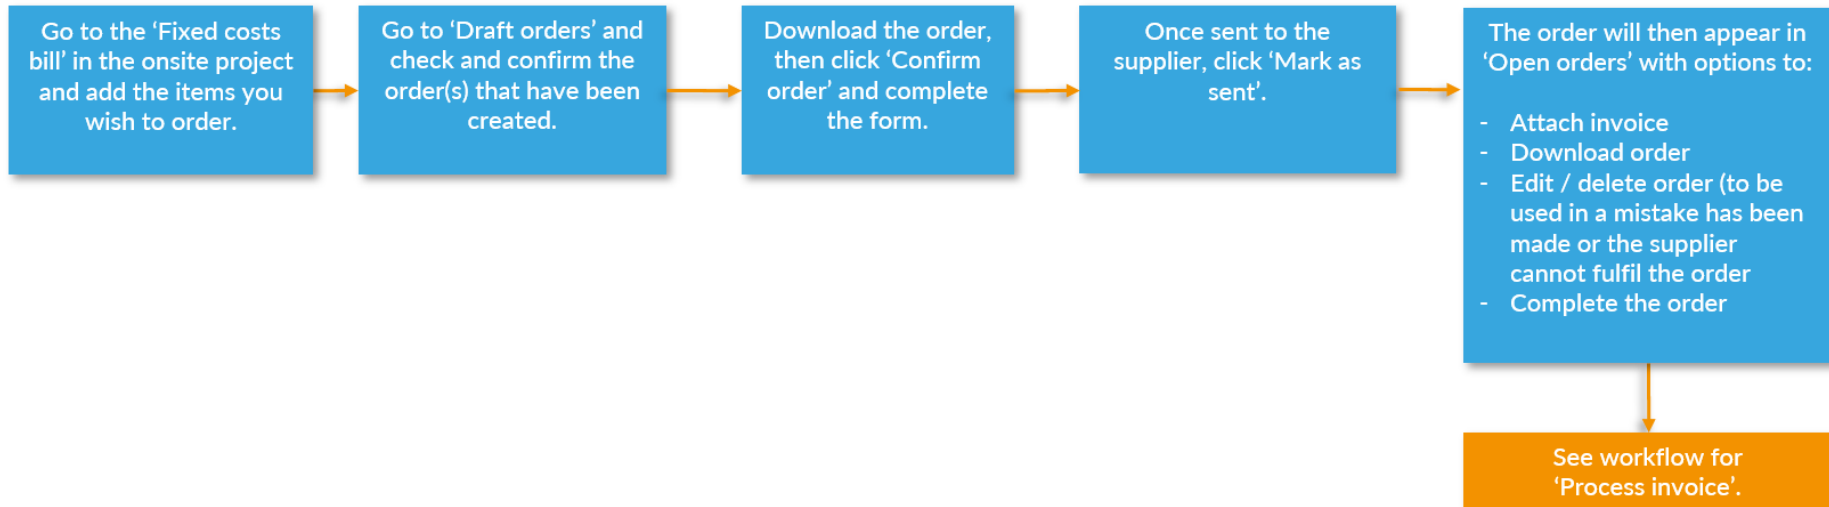 Go to the ‘Fixed costs
bill’ in the onsite project
and add the items you
wish to order.
Go to ‘Draft orders’ and
check and confirm the
order(s) that have been
created.
Download the order,
then click ‘Confirm
order’ and complete
the form.
Once sent to the
supplier, click ‘Mark as
sent’.
The order will then appear in
‘Open orders’ with options to:
- Attach invoice
- Download order
- Edit / delete order (to be
used in a mistake has been
made or the supplier
cannot fulfil the order
- Complete the order
See workflow for
‘Process invoice’.